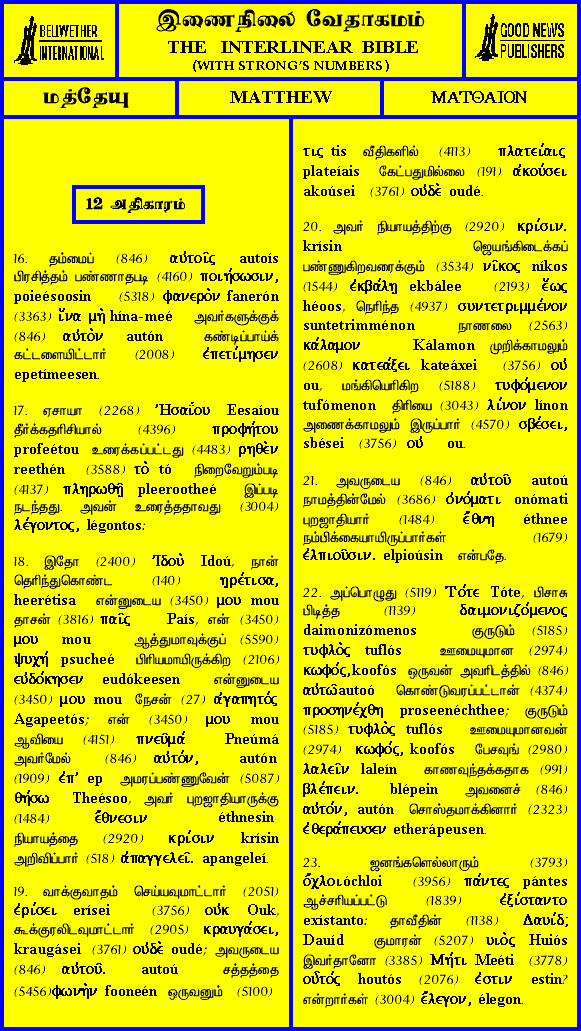 BELLWETHER
INTERNATIONAL
இணைநிலை வேதாகமம்
THE INTERLINEAR BIBLE
(WITH STRONG'S NUMBERS)
GOOD NEWS
PUBLISHERS
மத்தேயு
MATTHEW
ΜΑΤΘΑΙΟΝ
12 அதிகாரம்
16. தம்மைப் (846) αὐτοῖς autoís
பிரசித்தம் பண்ணாதபடி (4160) ποιήσωσιν,
poieésoosin (5318) φανερὸν fanerón
(3363) ἵνα μὴ hína-meé அவர்களுக்குக்
(846) αὐτὸν autón கண்டிப்பாய்க்
கட்டளையிட்டார் (2008) ἐπετίμησεν
epetímeesen.
17. ஏசாயா (2268) Ἠσαΐου Eesaíou
தீர்க்கதரிசியால் (4396) προφήτου
profeétou உரைக்கப்பட்டது (4483) ρηθὲν
reethén (3588) τὸ tó நிறைவேறும்படி
(4137) πληρωθῇ pleerootheé இப்படி
நடந்தது. அவன் உரைத்ததாவது (3004)
λέγοντος, légontos:
18. இதோ (2400) Ἰδοὺ Idoú, நான்
தெரிந்துகொண்ட (140) ηρέτισα,
heerétisa என்னுடைய (3450) μου mou
தாசன் (3816) παῖς País, என் (3450)
μου mou ஆத்துமாவுக்குப் (5590)
ψυχή psucheé பிரியமாயிருக்கிற (2106)
εὐδόκησεν eudókeesen என்னுடைய
(3450) μου mou நேசன் (27) ἀγαπητός
Agapeetós; என் (3450) μου mou
ஆவியை (4151) πνεῦμά Pneúmá
அவர்மேல் (846) αὐτόν, autón
(1909) ἐπ' ep அமரப்பண்ணுவேன் (5087)
θήσω Theésoo, அவர் புறஜாதியாருக்கு
(1484) ἔθνεσιν éthnesin
நியாயத்தை (2920) κρίσιν krísin
அறிவிப்பார் (518) ἀπαγγελεῖ. apangeleí.
19. வாக்குவாதம் செய்யவுமாட்டார் (2051)
ἐρίσει erísei (3756) οὐκ Ouk,
கூக்குரலிடவுமாட்டார் (2905) κραυγάσει,
kraugásei (3761) οὐδὲ oudé; அவருடைய
(846) αὐτοῦ. autoú சத்தத்தை
(5456)φωνὴν fooneén ஒருவனும் (5100)
τις tis வீதிகளில் (4113) πλατείαις
plateíais கேட்பதுமில்லை (191) ἀκούσει
akoúsei (3761) οὐδὲ oudé.
20. அவர் நியாயத்திற்கு (2920) κρίσιν.
krísin ஜெயங்கிடைக்கப்
பண்ணுகிறவரைக்கும் (3534) νῖκος níkos
(1544) ἐκβάλῃ ekbálee (2193) ἕως
héoos, நெரிந்த (4937) συντετριμμένον
suntetrimménon நாணலை (2563)
κάλαμον Kálamon முறிக்காமலும்
(2608) κατεάξει kateáxei (3756) οὐ
ou, மங்கியெரிகிற (5188) τυφόμενον
tufómenon திரியை (3043) λίνον línon
அணைக்காமலும் இருப்பார் (4570) σβέσει,
sbései (3756) οὐ ou.
21. அவருடைய (846) αὐτοῦ autoú
நாமத்தின்மேல் (3686) ὀνόματι onómati
புறஜாதியார் (1484) ἔθνη éthnee
நம்பிக்கையாயிருப்பார்கள் (1679)
ἐλπιοῦσιν. elpioúsin என்பதே.
22. அப்பொழுது (5119) Τότε Tóte, பிசாசு
பிடித்த (1139) δαιμονιζόμενος
daimonizómenos குருடும் (5185)
τυφλὸς tuflós ஊமையுமான (2974)
κωφός,koofós ஒருவன் அவரிடத்தில் (846)
αὐτῶautoó கொண்டுவரப்பட்டான் (4374)
προσηνέχθη proseenéchthee; குருடும்
(5185) τυφλὸς tuflós ஊமையுமானவன்
(2974) κωφός, koofós பேசவுங் (2980)
λαλεῖν laleín காணவுந்தக்கதாக (991)
βλέπειν. blépein அவனைச் (846)
αὐτόν, autón சொஸ்தமாக்கினார் (2323)
ἐθεράπευσεν etherápeusen.
23. ஜனங்களெல்லாரும் (3793)
ὄχλοιóchloi (3956) πάντες pántes
ஆச்சரியப்பட்டு (1839) ἐξίσταντο
existanto: தாவீதின் (1138) Δαυίδ;
Dauíd குமாரன் (5207) υιὸς Huiós
இவர்தானோ (3385) Μήτι Meéti (3778)
οὗτός houtós (2076) ἐστιν estin?
என்றார்கள் (3004) ἔλεγον, élegon.